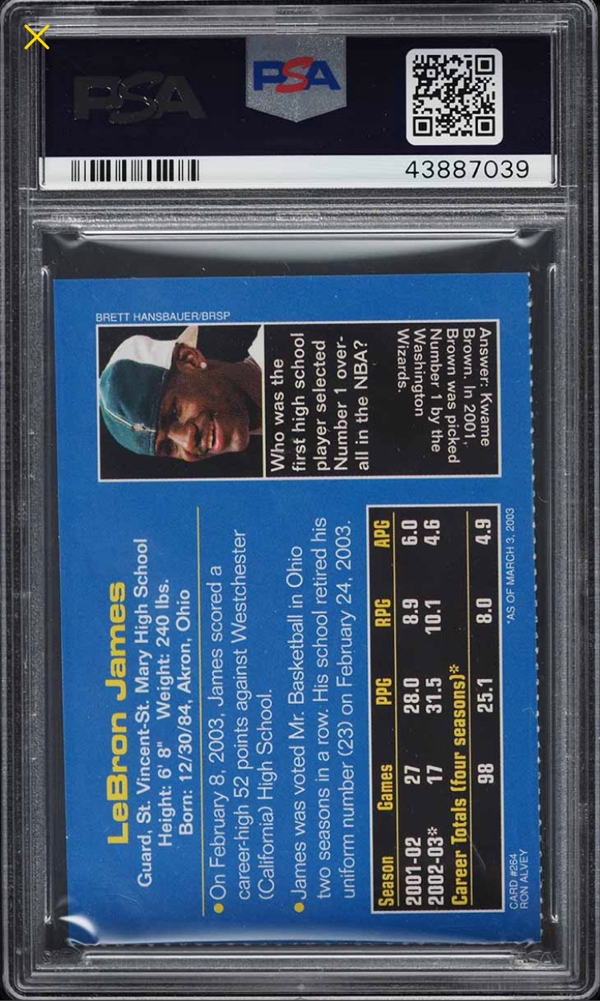 PSA
PSA
43887039
BRETT HANSBAUER/BRSP
Who was the
first high school
player selected
Number 1 over-
all in the NBA?
Answer: Kwame
Brown. In 2001,
Brown was picked
Number 1 by the
Washington
Wizards.
LeBron James
Guard, St. Vincent-St. Mary High School
Height: 6' 8" Weight: 240 lbs.
Born: 12/30/84, Akron, Ohio
•On February 8, 2003, James scored a
career-high 52 points against Westchester
(California) High School.
•James was voted Mr. Basketball in Ohio
two seasons in a row. His school retired his
uniform number (23) on February 24, 2003.
Season Games PPG RPG APG
2001-02 27 28.0 8.9 6.0
2002-03* 17 31.5 10.1 4.6
Career Totals (four seasons)*
98 25.1 8.0 4.9
CARD #264
RON ALVEY
*AS OF MARCH 3, 2003
PSA